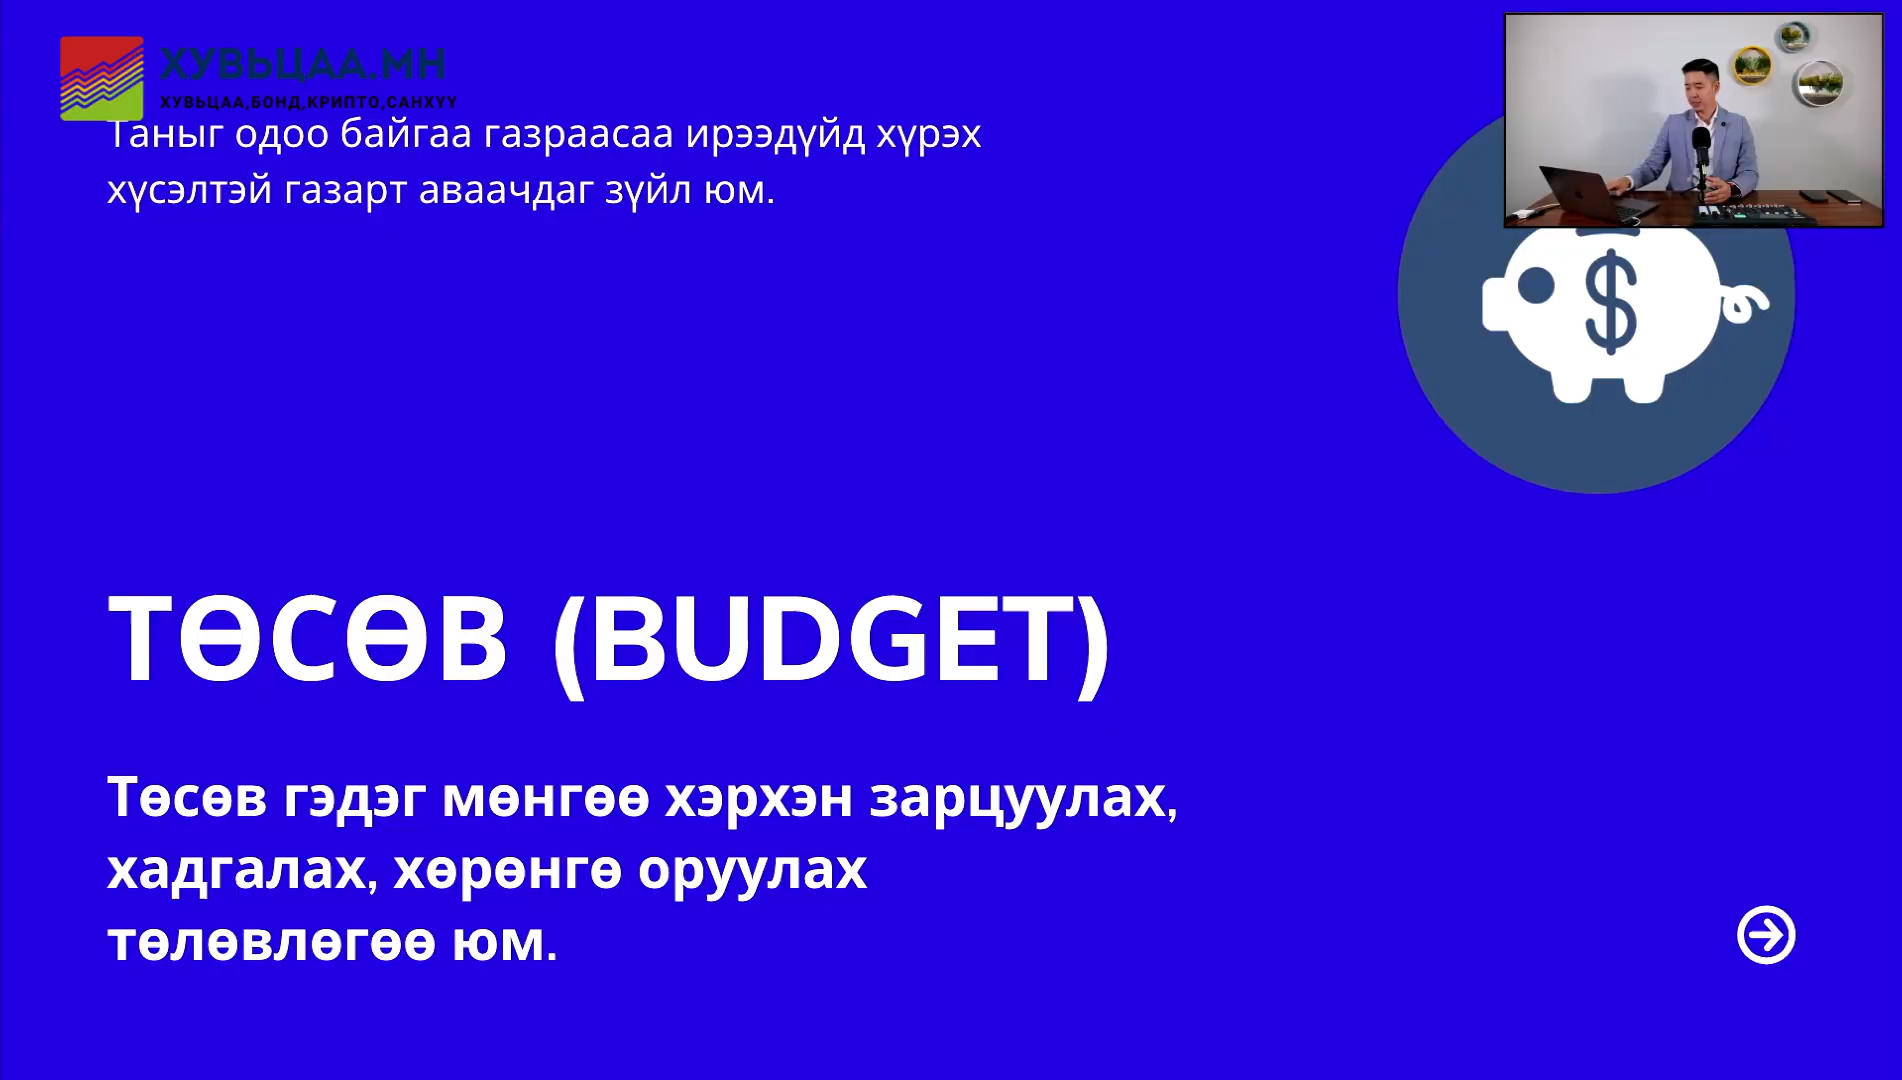 ХУВЬЦАА.МН
ХУВЬЦАА,БОНД,КРИПТО,САНХҮҮ
Таныг одоо байгаа газраасаа ирээдүйд хүрэх
хүсэлтэй газарт аваачдаг зүйл юм.
$
ТӨСӨВ (BUDGET)
Төсөв гэдэг мөнгөө хэрхэн зарцуулах,
хадгалах, хөрөнгө оруулах
төлөвлөгөө юм.